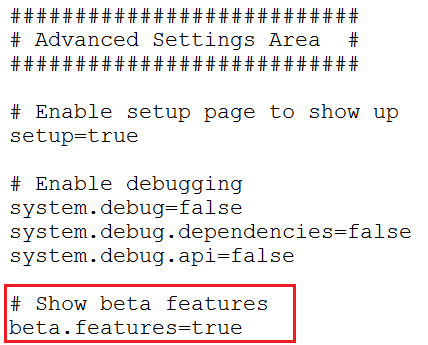 ###########################
# Advanced Settings Area  #
###########################
# Enable setup page to show up
setup=true
# Enable debugging
system.debug=false
system.debug.dependencies=false
system.debug.api=false
# Show beta features
beta.features=true